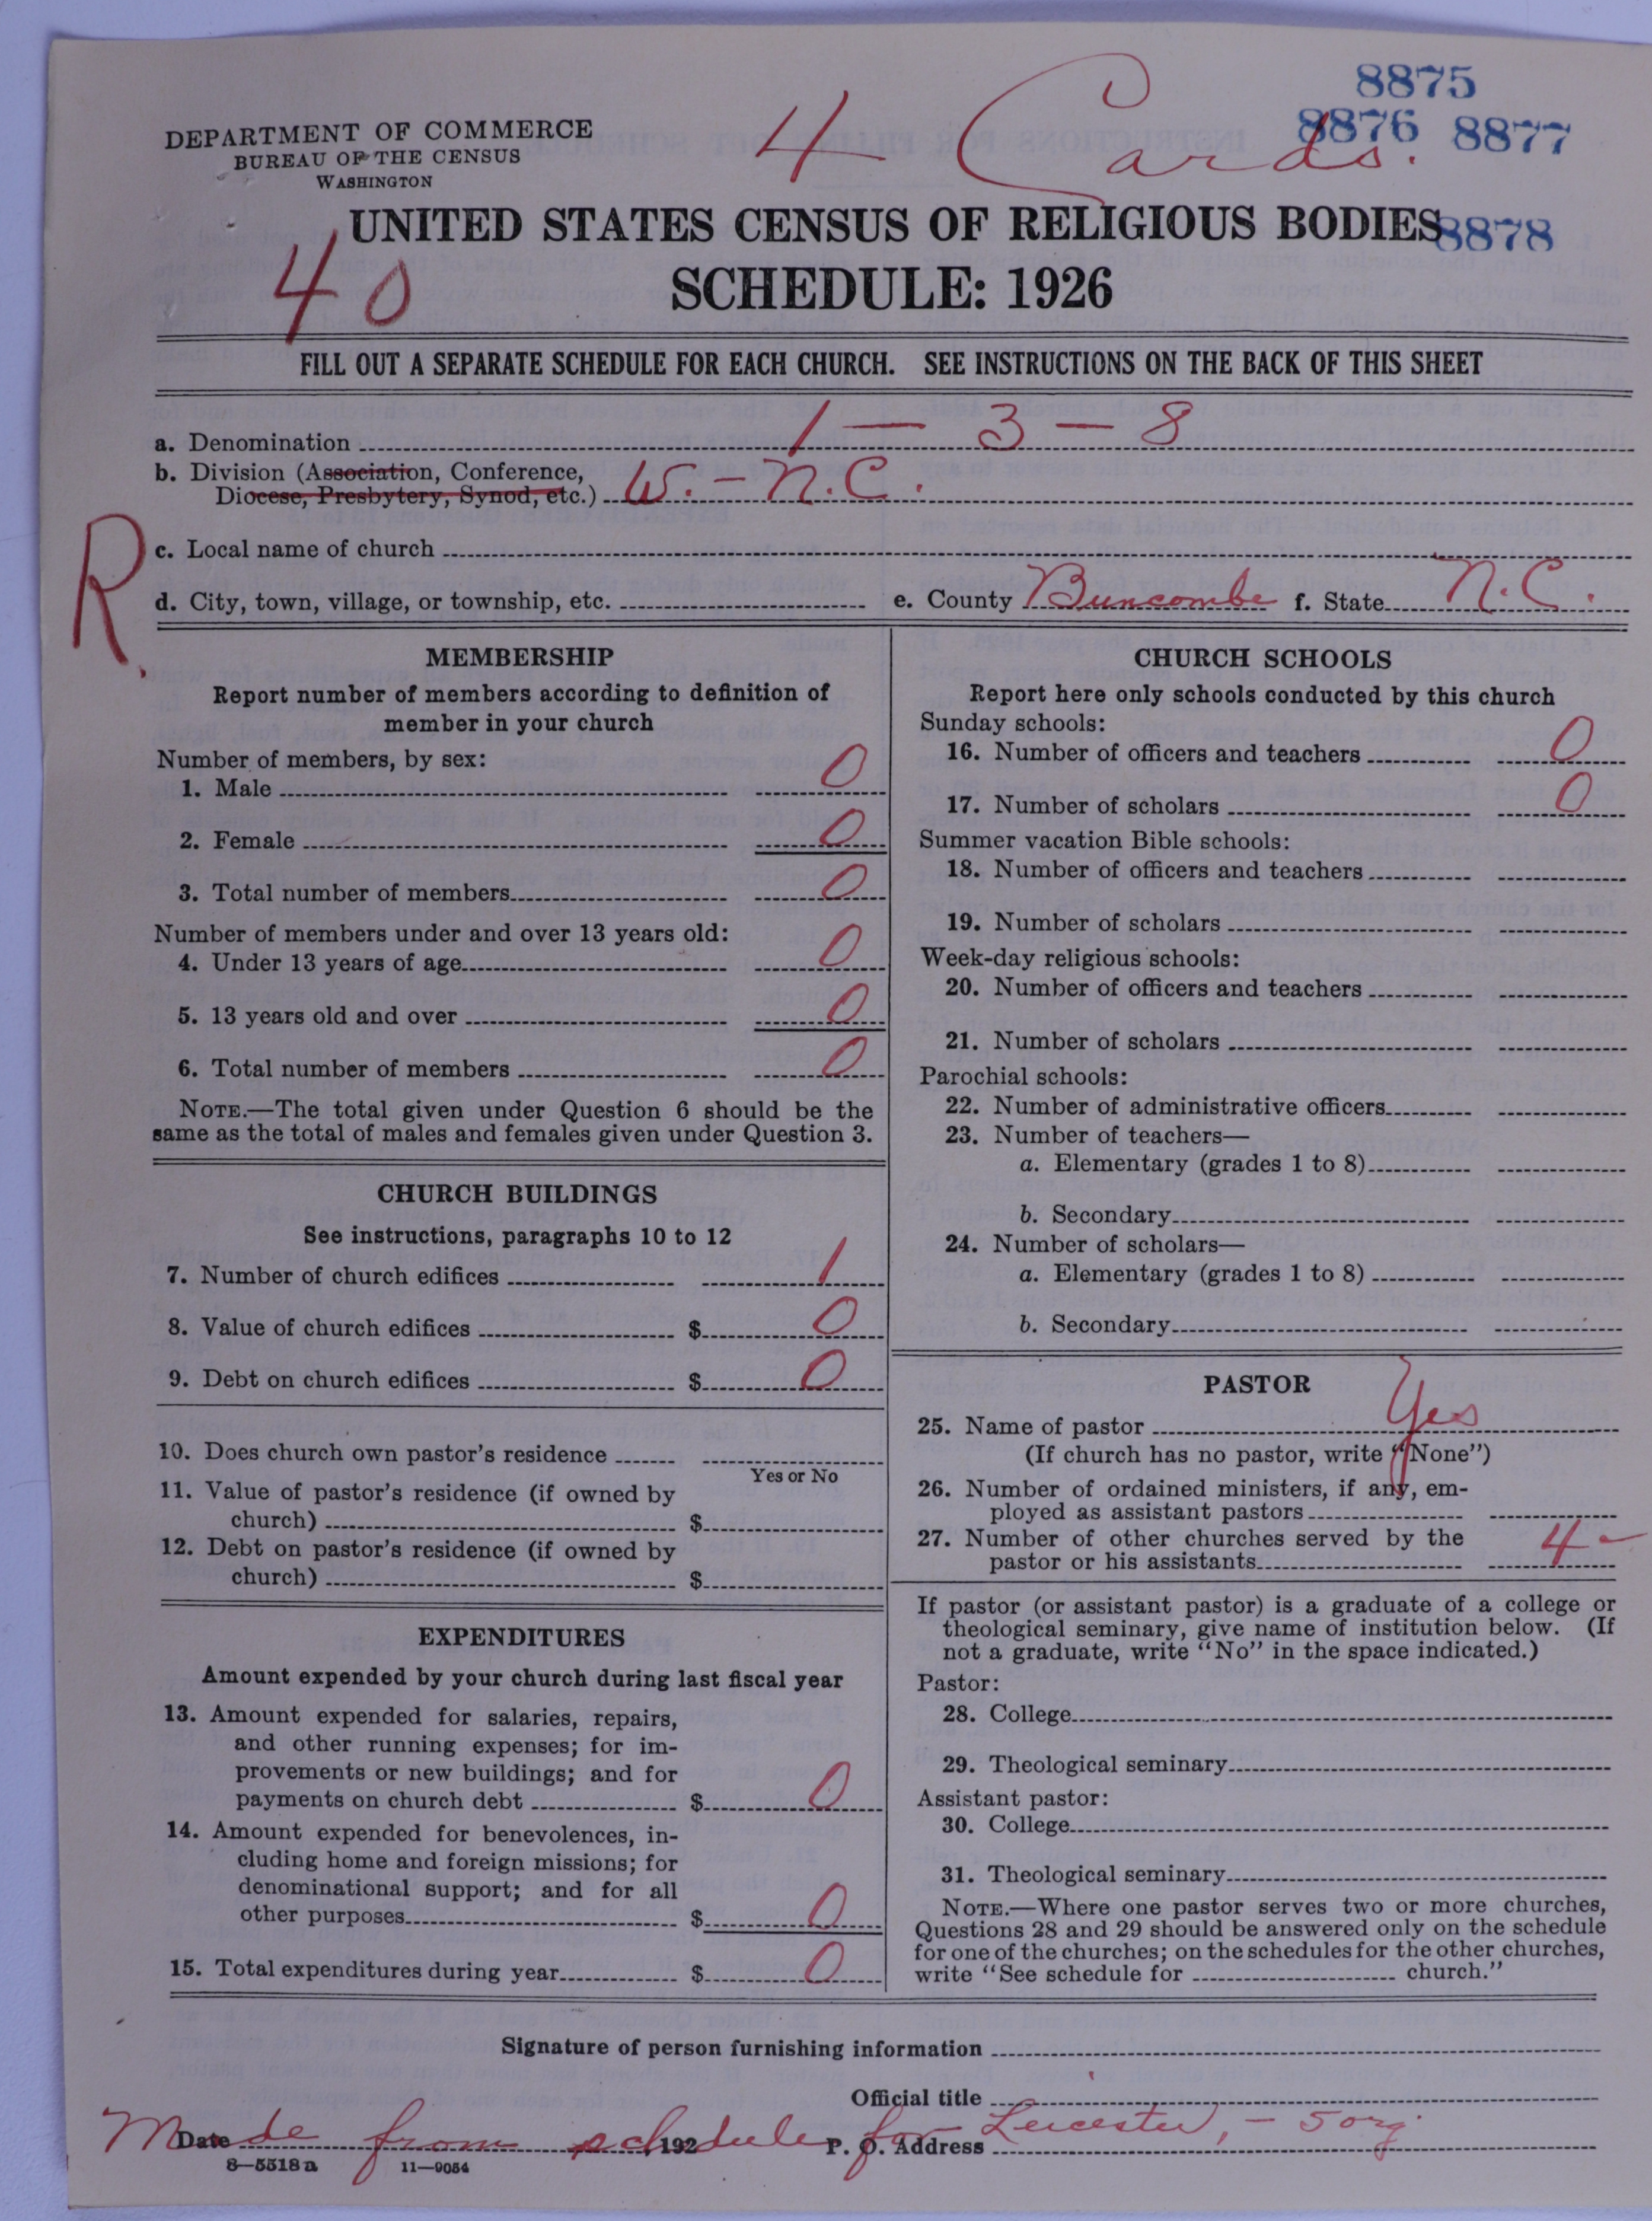 8875
4 Cards.
8876 8877
DEPARTMENT OF COMMERCE
BUREAU OF THE CENSUS
WASHINGTON
UNITED STATES CENSUS OF RELIGIOUS BODIES
8878
40
SCHEDULE: 1926
FILL OUT A SEPARATE SCHEDULE FOR EACH CHURCH. SEE INSTRUCTIONS ON THE BACK OF THIS SHEET
a. Denomination 1 — 3 — 8
b. Division (Association, Conference,
Diocese, Presbytery, Synod, etc.) W. - N.C.
R.
c. Local name of church
d. City, town, village, or township, etc. e. County Buncombe f. State N.C.
MEMBERSHIP
Report number of members according to definition of
member in your church
Number of members, by sex:
1. Male 0
2. Female 0
3. Total number of members 0
Number of members under and over 13 years old:
4. Under 13 years of age 0
5. 13 years old and over 0
6. Total number of members 0
NOTE.—The total given under Question 6 should be the
same as the total of males and females given under Question 3.
CHURCH BUILDINGS
See instructions, paragraphs 10 to 12
7. Number of church edifices 1
8. Value of church edifices $ 0
9. Debt on church edifices $ 0
10. Does church own pastor's residence
Yes or No
11. Value of pastor's residence (if owned by
church) $
12. Debt on pastor's residence (if owned by
church) $
EXPENDITURES
Amount expended by your church during last fiscal year
13. Amount expended for salaries, repairs,
and other running expenses; for im-
provements or new buildings; and for
payments on church debt $ 0
14. Amount expended for benevolences, in-
cluding home and foreign missions; for
denominational support; and for all
other purposes $ 0
15. Total expenditures during year $ 0
CHURCH SCHOOLS
Report here only schools conducted by this church
Sunday schools:
16. Number of officers and teachers 0
17. Number of scholars 0
Summer vacation Bible schools:
18. Number of officers and teachers
19. Number of scholars
Week-day religious schools:
20. Number of officers and teachers
21. Number of scholars
Parochial schools:
22. Number of administrative officers
23. Number of teachers—
a. Elementary (grades 1 to 8)
b. Secondary
24. Number of scholars—
a. Elementary (grades 1 to 8)
b. Secondary
PASTOR
25. Name of pastor Yes
(If church has no pastor, write "None")
26. Number of ordained ministers, if any, em-
ployed as assistant pastors
27. Number of other churches served by the
pastor or his assistants 4 -
If pastor (or assistant pastor) is a graduate of a college or
theological seminary, give name of institution below. (If
not a graduate, write "No" in the space indicated.)
Pastor:
28. College
29. Theological seminary
Assistant pastor:
30. College
31. Theological seminary
NOTE.—Where one pastor serves two or more churches,
Questions 28 and 29 should be answered only on the schedule
for one of the churches; on the schedules for the other churches,
write "See schedule for church."
Signature of person furnishing information
Official title
Made from schedule for Leicester, - 5 org.
Date , 192 P. O. Address
8—5518 a 11—9054